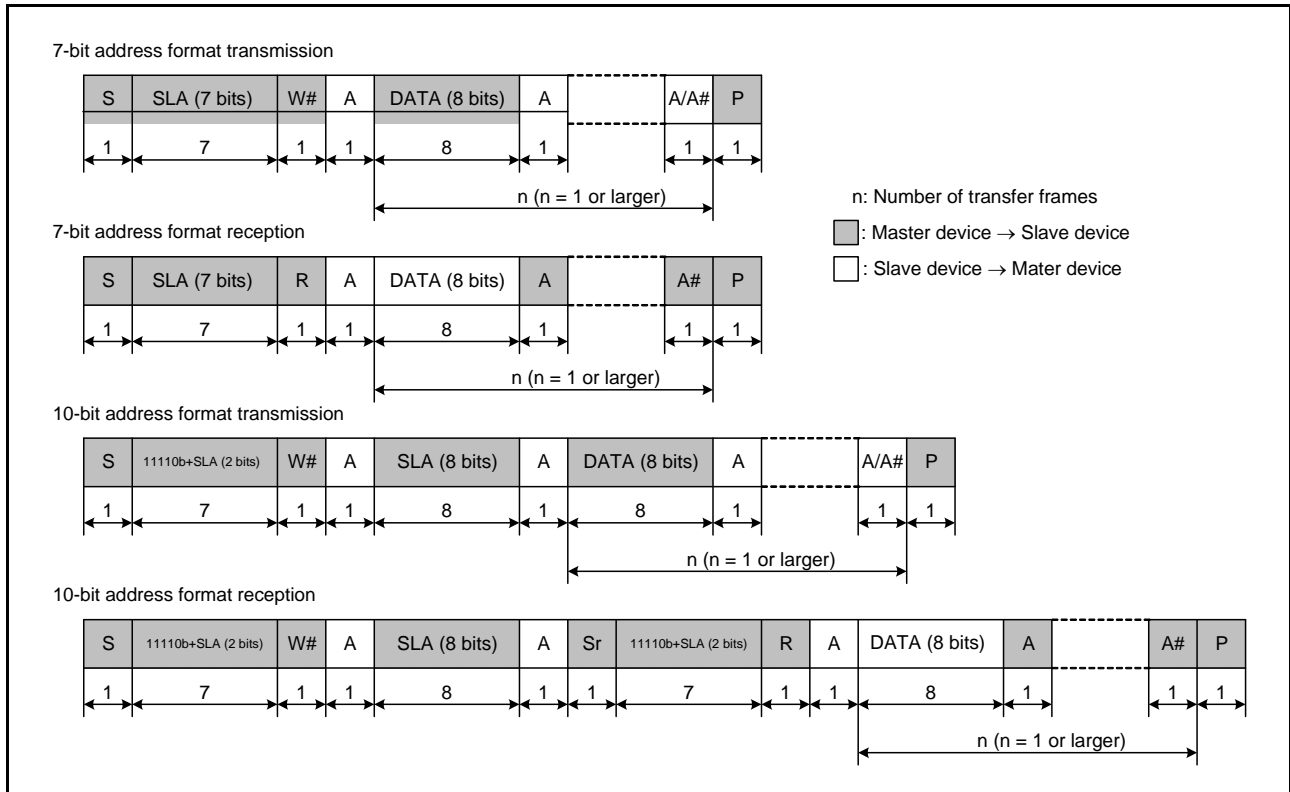 7-bit address format transmission
S SLA (7 bits) W# A DATA (8 bits) A A/A# P
1 7 1 1 8 1 1 1
n (n = 1 or larger)
n: Number of transfer frames
: Master device → Slave device
: Slave device → Mater device
7-bit address format reception
S SLA (7 bits) R A DATA (8 bits) A A# P
1 7 1 1 8 1 1 1
n (n = 1 or larger)
10-bit address format transmission
S 11110b+SLA (2 bits) W# A SLA (8 bits) A DATA (8 bits) A A/A# P
1 7 1 1 8 1 8 1 1 1
n (n = 1 or larger)
10-bit address format reception
S 11110b+SLA (2 bits) W# A SLA (8 bits) A Sr 11110b+SLA (2 bits) R A DATA (8 bits) A A# P
1 7 1 1 8 1 1 7 1 1 8 1 1 1
n (n = 1 or larger)